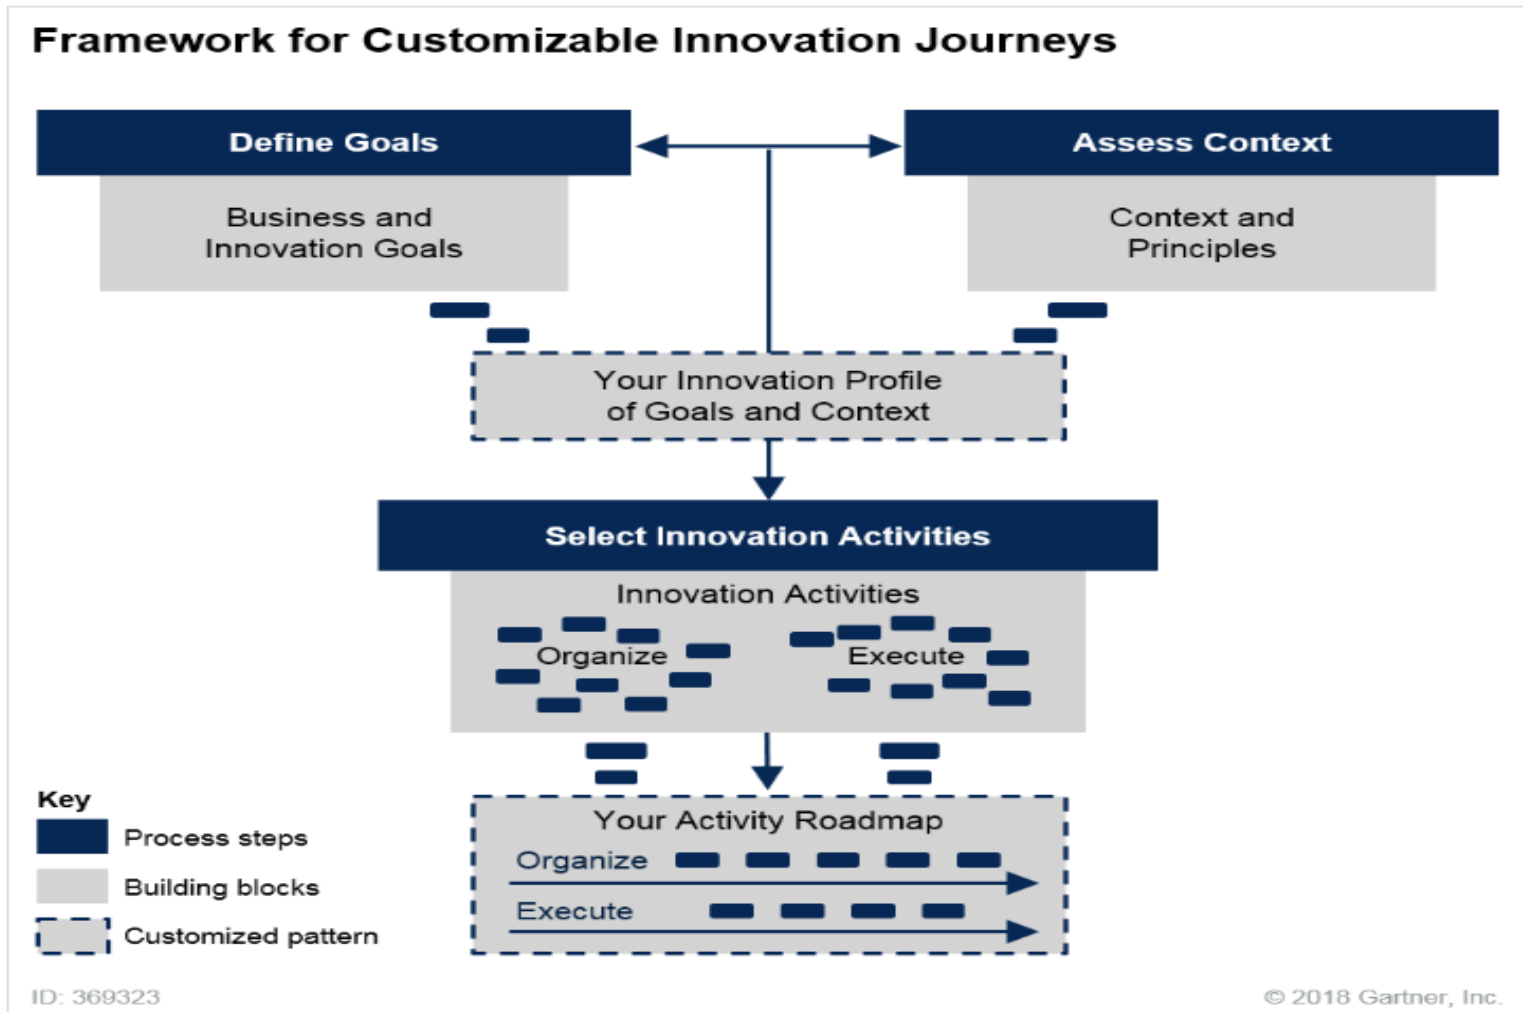 Framework for Customizable Innovation Journeys
Define Goals
Assess Context
Business and
Innovation Goals
Context and
Principles
Your Innovation Profile
of Goals and Context
Select Innovation Activities
Innovation Activities
Organize
Execute
Your Activity Roadmap
Organize
Execute
Key
Process steps
Building blocks
Customized pattern
ID: 369323
© 2018 Gartner, Inc.